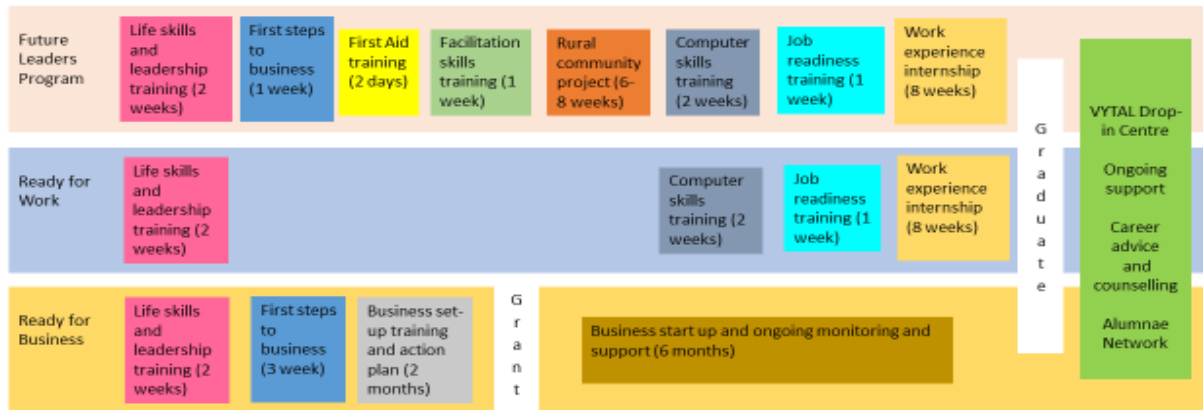 Future
Leaders
Program
Life skills
and
leadership
training (2
weeks)
First steps
to
business
(1 week)
First Aid
training
(2 days)
Facilitation
skills
training (1
week)
Rural
community
project (6-
8 weeks)
Computer
skills
training
(2 weeks)
Job
readiness
training (1
week)
Work
experience
internship
(8 weeks)
Ready for
Work
Life skills
and
leadership
training (2
weeks)
Computer
skills
training (2
weeks)
Job
readiness
training (1
week)
Work
experience
internship
(8 weeks)
Ready for
Business
Life skills
and
leadership
training (2
weeks)
First steps
to
business
(3 week)
Business set-
up training
and action
plan (2
months)
G
r
a
n
t
Business start up and ongoing monitoring and
support (6 months)
G
r
a
d
u
a
t
e
VYTAL Drop-
in Centre
Ongoing
support
Career
advice
and
counselling
Alumnae
Network